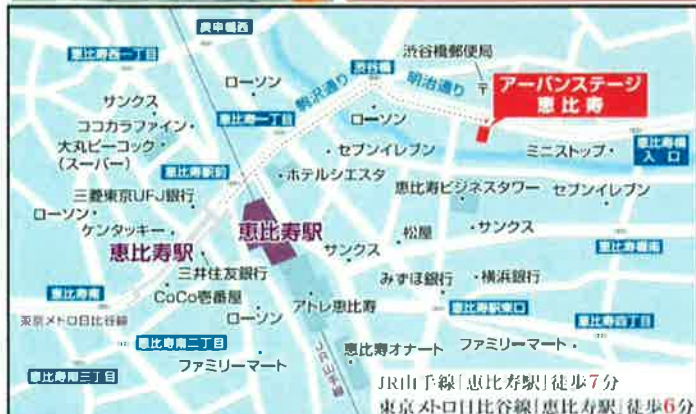 庚申橋西
恵比寿西一丁目
渋谷橋郵便局
渋谷橋
明治通り
駒沢通り
アーバンステージ
恵比寿
ローソン
サンクス
ココカラファイン
恵比寿一丁目
ローソン
大丸ピーコック
(スーパー)
セブンイレブン
ミニストップ
恵比寿橋
入口
恵比寿駅前
ホテルシエスタ
恵比寿ビジネスタワー
セブンイレブン
三菱東京UFJ銀行
ローソン
ケンタッキー
恵比寿駅
恵比寿駅
サンクス
松屋
サンクス
恵比寿橋南
三井住友銀行
みずほ銀行
横浜銀行
恵比寿南
CoCo壱番屋
アトレ恵比寿
恵比寿駅東口
東京メトロ日比谷線
ローソン
恵比寿四丁目
恵比寿南二丁目
ファミリーマート
恵比寿オナート
ファミリーマート
恵比寿南三丁目
JR山手線
JR山手線「恵比寿駅」徒歩7分
東京メトロ日比谷線「恵比寿駅」徒歩6分